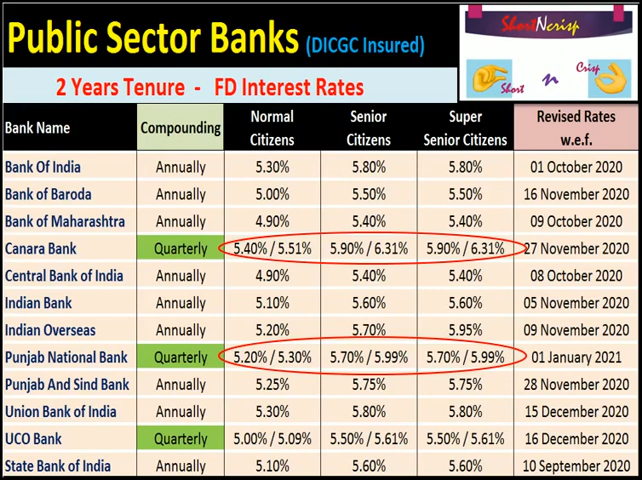 Public Sector Banks (DICGC Insured)
ShortNcrisp
Short n Crisp
2 Years Tenure - FD Interest Rates
Bank Name Compounding Normal Citizens Senior Citizens Super Senior Citizens Revised Rates w.e.f.
Bank Of India Annually 5.30% 5.80% 5.80% 01 October 2020
Bank of Baroda Annually 5.00% 5.50% 5.50% 16 November 2020
Bank of Maharashtra Annually 4.90% 5.40% 5.40% 09 October 2020
Canara Bank Quarterly 5.40% / 5.51% 5.90% / 6.31% 5.90% / 6.31% 27 November 2020
Central Bank of India Annually 4.90% 5.40% 5.40% 08 October 2020
Indian Bank Annually 5.10% 5.60% 5.60% 05 November 2020
Indian Overseas Annually 5.20% 5.70% 5.95% 09 November 2020
Punjab National Bank Quarterly 5.20% / 5.30% 5.70% / 5.99% 5.70% / 5.99% 01 January 2021
Punjab And Sind Bank Annually 5.25% 5.75% 5.75% 28 November 2020
Union Bank of India Annually 5.30% 5.80% 5.80% 15 December 2020
UCO Bank Quarterly 5.00% / 5.09% 5.50% / 5.61% 5.50% / 5.61% 16 December 2020
State Bank of India Annually 5.10% 5.60% 5.60% 10 September 2020